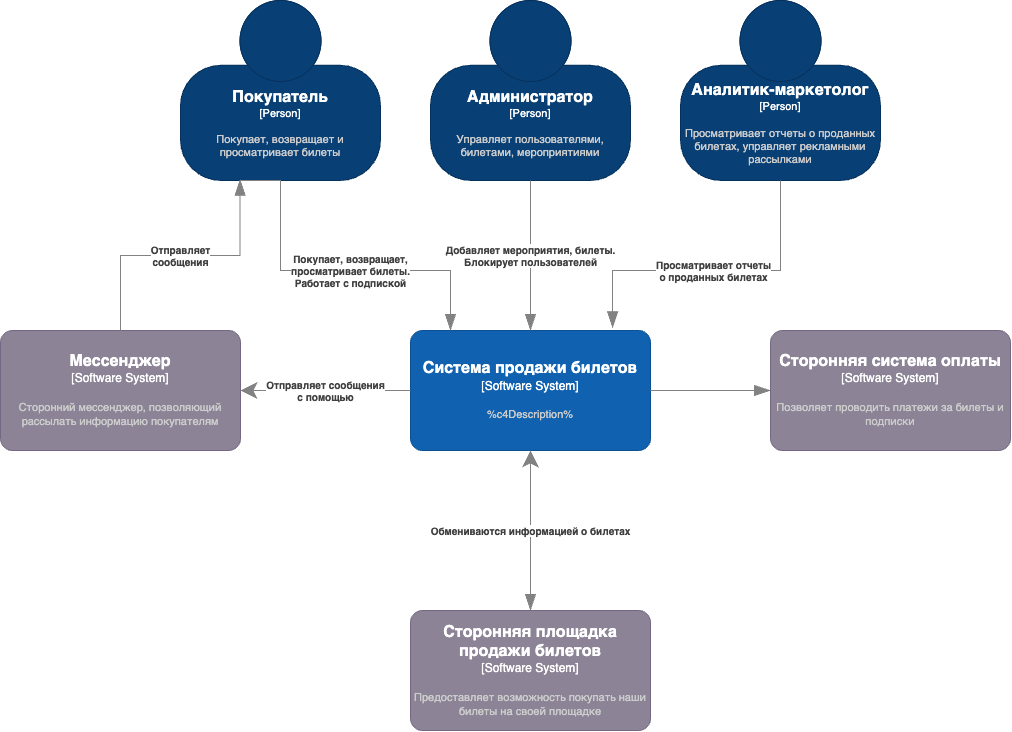 Покупатель
[Person]
Покупает, возвращает и
просматривает билеты
Администратор
[Person]
Управляет пользователями,
билетами, мероприятиями
Аналитик-маркетолог
[Person]
Просматривает отчеты о проданных
билетах, управляет рекламными
рассылками
Отправляет
сообщения
Покупает, возвращает,
просматривает билеты.
Работает с подпиской
Добавляет мероприятия, билеты.
Блокирует пользователей
Просматривает отчеты
о проданных билетах
Мессенджер
[Software System]
Сторонний мессенджер, позволяющий
рассылать информацию покупателям
Отправляет сообщения
с помощью
Система продажи билетов
[Software System]
%c4Description%
Сторонняя система оплаты
[Software System]
Позволяет проводить платежи за билеты и
подписки
Обмениваются информацией о билетах
Сторонняя площадка
продажи билетов
[Software System]
Предоставляет возможность покупать наши
билеты на своей площадке